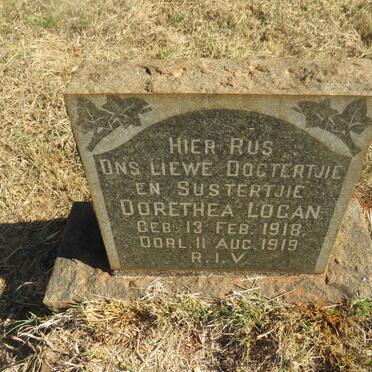 HIER RUS
ONS LIEWE DOGTERTJIE
EN SUSTERTJIE
DORETHEA LOGAN
GEB. 13 FEB. 1918
OORL. 11 AUG. 1919
R.I.V.